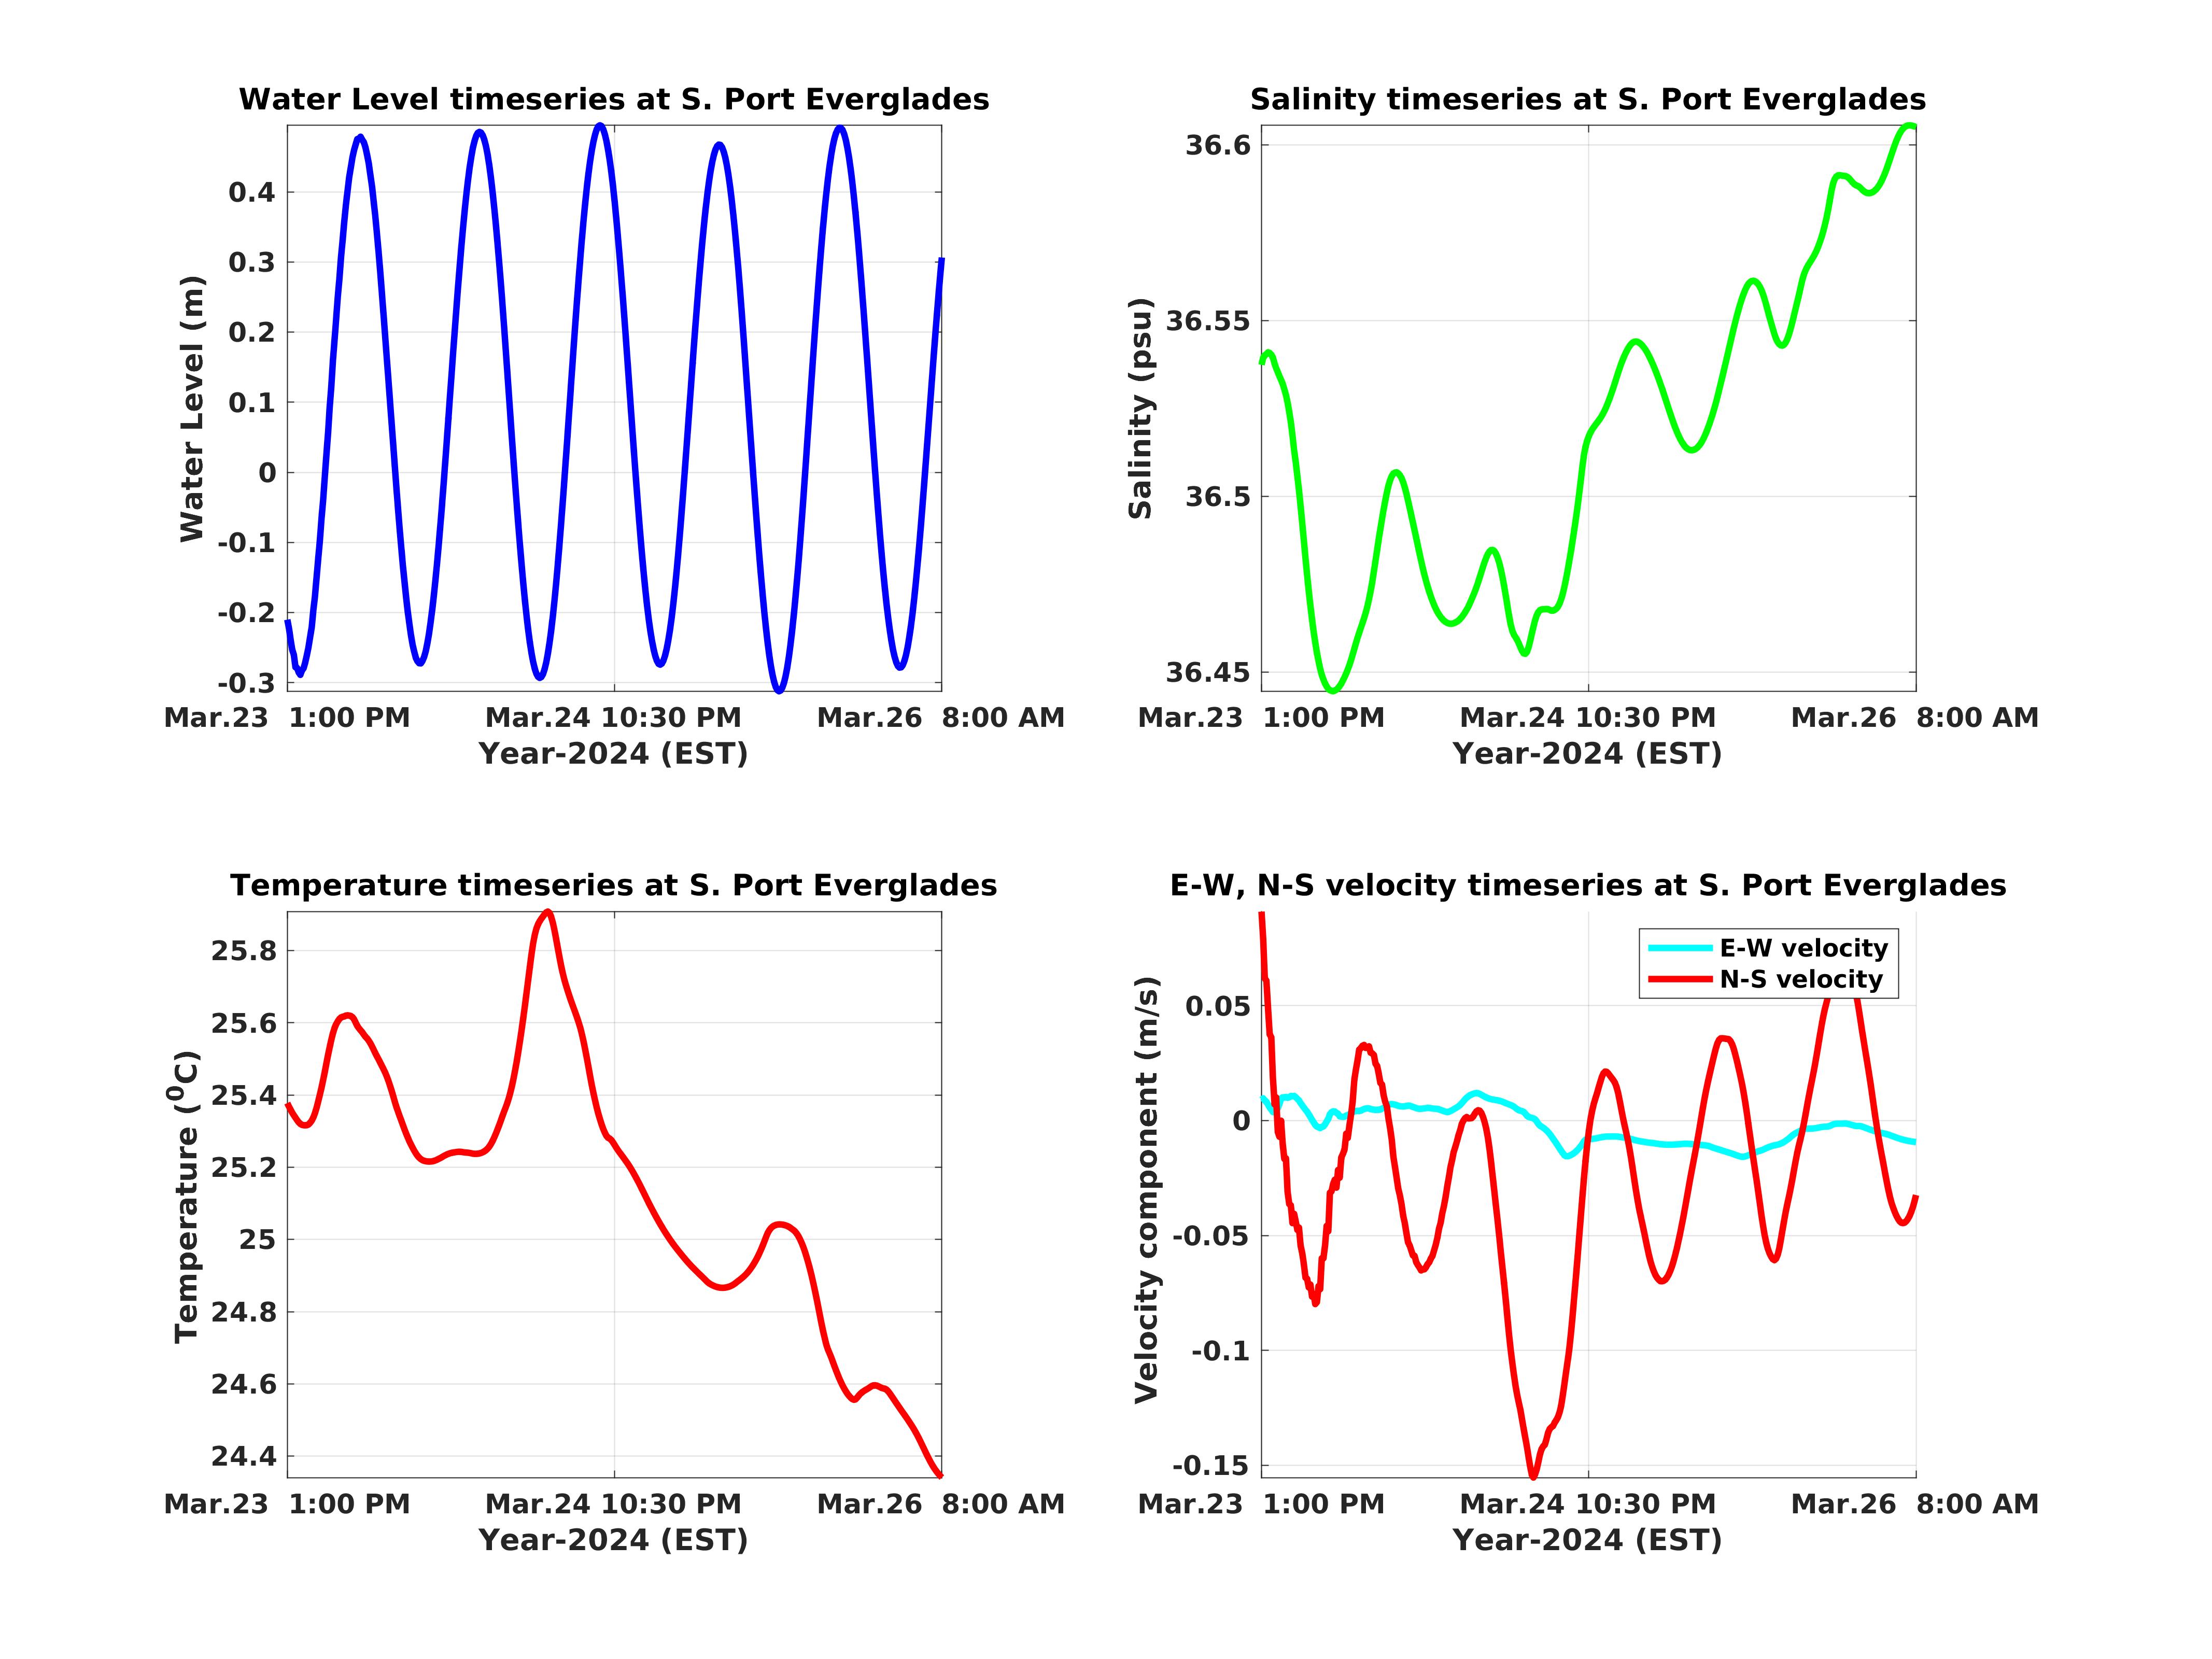 Water Level timeseries at S. Port Everglades
0.4
0.3
0.2
0.1
0
-0.1
-0.2
-0.3
Water Level (m)
Mar.23 1:00 PM Mar.24 10:30 PM Mar.26 8:00 AM
Year-2024 (EST)
Salinity timeseries at S. Port Everglades
36.6
36.55
36.5
36.45
Salinity (psu)
Mar.23 1:00 PM Mar.24 10:30 PM Mar.26 8:00 AM
Year-2024 (EST)
Temperature timeseries at S. Port Everglades
25.8
25.6
25.4
25.2
25
24.8
24.6
24.4
Temperature (⁰C)
Mar.23 1:00 PM Mar.24 10:30 PM Mar.26 8:00 AM
Year-2024 (EST)
E-W, N-S velocity timeseries at S. Port Everglades
E-W velocity
N-S velocity
0.05
0
-0.05
-0.1
-0.15
Velocity component (m/s)
Mar.23 1:00 PM Mar.24 10:30 PM Mar.26 8:00 AM
Year-2024 (EST)